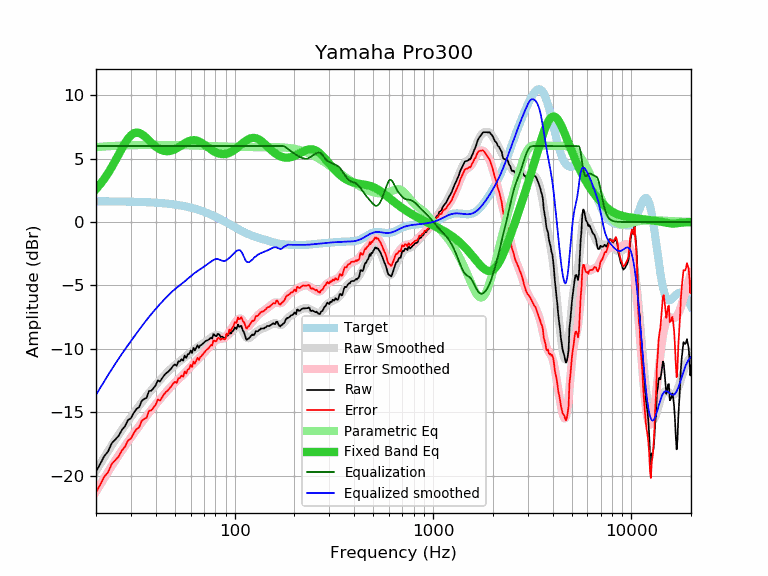 Yamaha Pro300
Amplitude (dBr)
10
5
0
−5
−10
−15
−20
Target
Raw Smoothed
Error Smoothed
Raw
Error
Parametric Eq
Fixed Band Eq
Equalization
Equalized smoothed
100
1000
10000
Frequency (Hz)